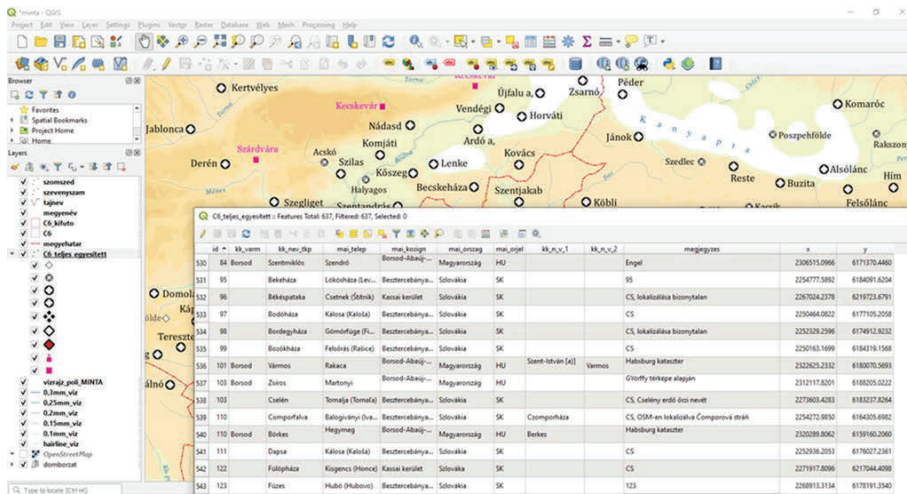 *minta - QGIS
Project Edit View Layer Settings Plugins Vector Raster Database Web Mesh Processing Help
Browser
Favorites
Spatial Bookmarks
Project Home
Home
Layers
szomszed
szevenyszam
tajnev
megyenév
C6_kifuto
C6
megyehatar
C6_teljes_egyesített
vizrajz_poli_MINTA
0,3mm_viz
0.25mm_viz
0.2mm_viz
0.15mm_viz
0.1mm_viz
hairline_viz
OpenStreetMap
domborzat
Type to locate (Ctrl+K)
Kertvélyes
Kecskevár
Újfalu a,
Zsarnó
Péder
Komaróc
Vendégi
Horváti
Kanyapta
Jablonca
Nádasd
Ardó a,
Jánok
Poszpehfölde
Rakaszon
Szárdvára
Komjáti
Acskó
Szilas
Lenke
Kovács
Szedlec
Alsólánc
Derén
Kőszeg
Halyagos
Becskeháza
Szentjakab
Reste
Buzita
Hím
Szegliget
Szentandrás
Köbli
Felsőlánc
C6_teljes_egyesített :: Features Total: 637, Filtered: 637, Selected: 0
id kk_varm kk_nev_tkp mai_telep mai_kozign mai_orszag mai_orjel kk_n_v_1 kk_n_v_2 megjegyzes x y
530 84 Borsod Szentmiklós Szendrő Borsod-Abaúj-... Magyarország HU Engel 2306515.0966 6171370.4460
531 95 Bekeháza Lökösháza (Lev... Besztercebánya... Szlovákia SK 95 2254777.5892 6184091.6204
532 96 Békéspataka Csetnek (Štítnik) Kassai kerület Szlovákia SK CS, lokalizálása bizonytalan 2267024.2378 6219723.6791
533 97 Bodóháza Kálosa (Kaloša) Besztercebánya... Szlovákia SK CS 2250464.0822 6177105.2058
534 98 Bordegyháza Gömörfüge (Fi... Besztercebánya... Szlovákia SK CS, lokalizálása bizonytalan 2252329.2596 6174912.9232
535 99 Bozókháza Felsőrás (Rašice) Besztercebánya... Szlovákia SK CS 2250163.1699 6184319.1568
536 101 Borsod Vármos Rakaca Borsod-Abaúj-... Magyarország HU Szent-István [a)] Varmos Habsburg kataszter 2322625.2332 6180070.5693
537 103 Borsod Zsiros Martonyi Borsod-Abaúj-... Magyarország HU GYörffy térképe alapján 2312117.8201 6188205.0222
538 103 Cselén Tornalja (Tornaľa) Besztercebánya... Szlovákia SK CS, Cselény erdő őrzi nevét 2273603.4283 6183237.8264
539 110 Comporfalva Balogiványi (Iva... Besztercebánya... Szlovákia SK Czomporháza CS, OSM-en lokalizálva Čomporová stráň 2254272.9850 6164305.6982
540 110 Borsod Börkes Hegymeg Borsod-Abaúj-... Magyarország HU Berkes Habsburg kataszter 2320289.8062 6159160.2060
541 111 Dapsa Kálosa (Kaloša) Besztercebánya... Szlovákia SK CS 2252936.2053 6176027.2361
542 122 Fülöpháza Kisgencs (Honce) Kassai kerület Szlováka SK CS 2271917.8096 6217044.4098
543 123 Füzes Hubó (Hubovo) Besztercebánya... Szlovákia SK 123 2268913.3134 6178191.3540